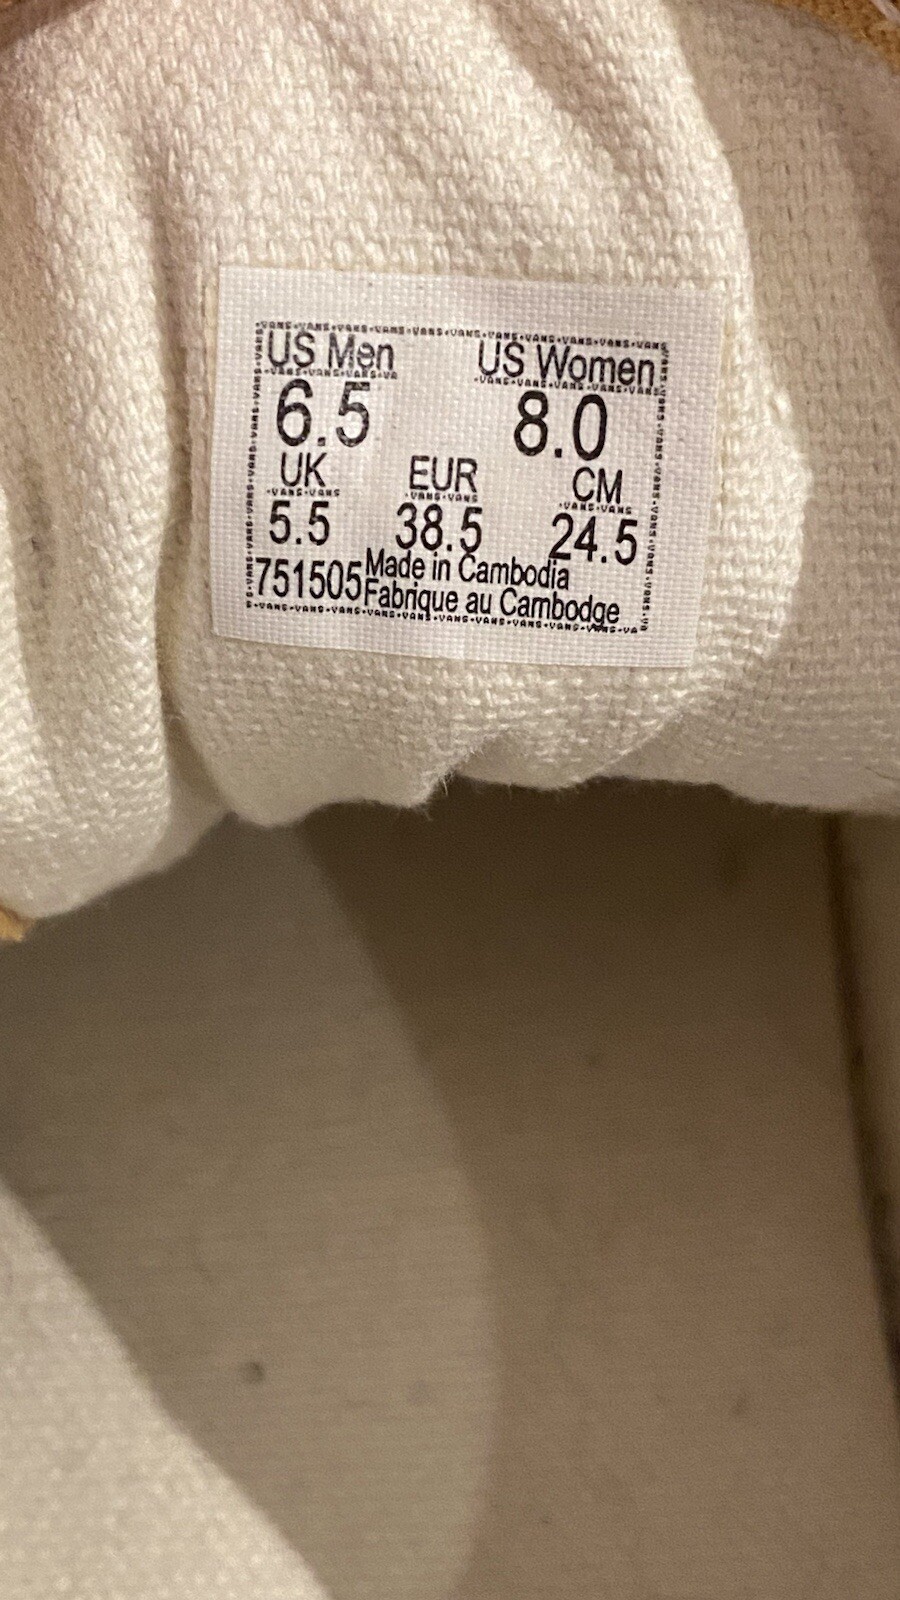 US Men US Women
6.5 8.0
UK EUR CM
5.5 38.5 24.5
751505 Made in Cambodia
Fabrique au Cambodge